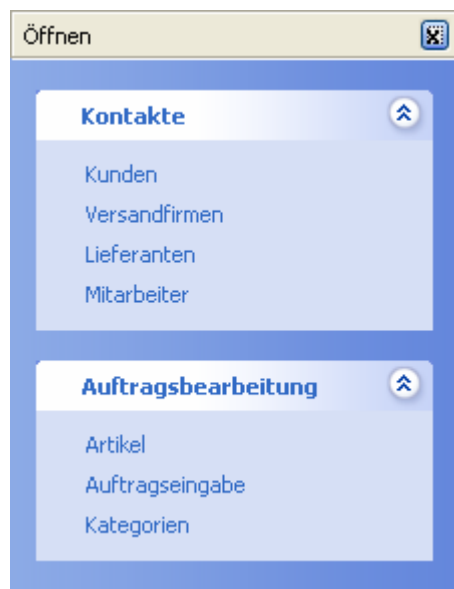 Öffnen
Kontakte
Kunden
Versandfirmen
Lieferanten
Mitarbeiter
Auftragsbearbeitung
Artikel
Auftragseingabe
Kategorien